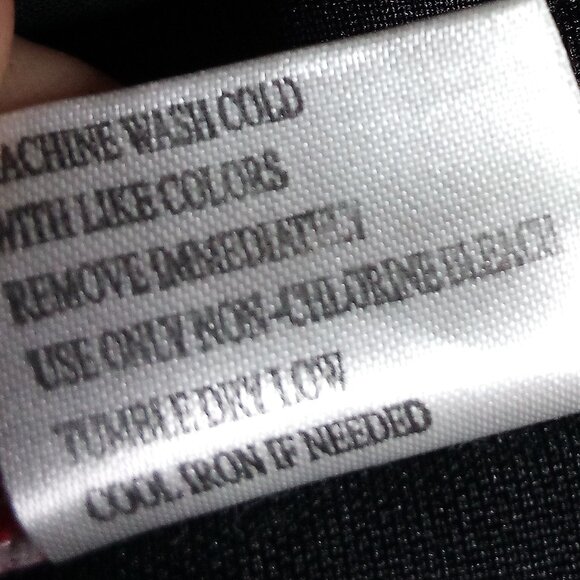 MACHINE WASH COLD
WITH LIKE COLORS
REMOVE IMMEDIATELY
USE ONLY NON-CHLORINE BLEACH
TUMBLE DRY LOW
COOL IRON IF NEEDED